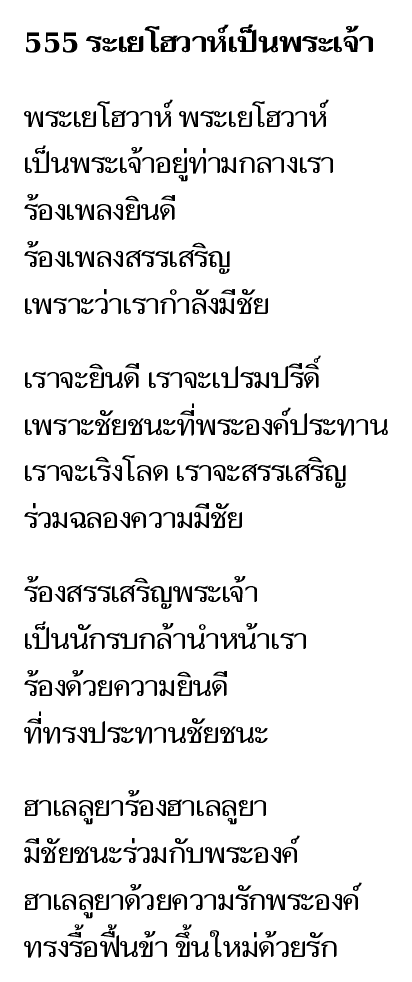 555 ระเยโฮวาห์เป็นพระเจ้า
พระเยโฮวาห์ พระเยโฮวาห์
เป็นพระเจ้าอยู่ท่ามกลางเรา
ร้องเพลงยินดี
ร้องเพลงสรรเสริญ
เพราะว่าเรากำลังมีชัย
เราจะยินดี เราจะเปรมปรีดิ์
เพราะชัยชนะที่พระองค์ประทาน
เราจะเริงโลด เราจะสรรเสริญ
ร่วมฉลองความมีชัย
ร้องสรรเสริญพระเจ้า
เป็นนักรบกล้านำหน้าเรา
ร้องด้วยความยินดี
ที่ทรงประทานชัยชนะ
ฮาเลลูยาร้องฮาเลลูยา
มีชัยชนะร่วมกับพระองค์
ฮาเลลูยาด้วยความรักพระองค์
ทรงรื้อฟื้นข้า ขึ้นใหม่ด้วยรัก